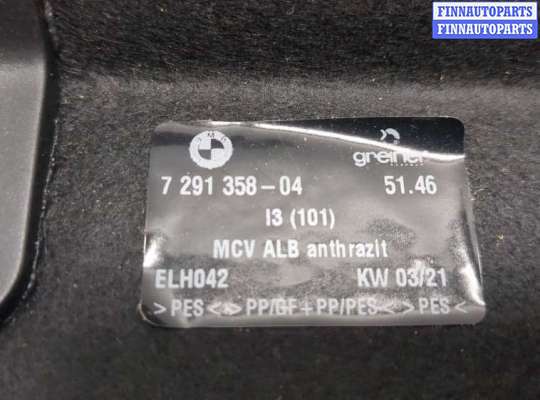 FINNAUTOPARTS
FINNAUTOPARTS
BMW
greiner
7 291 358-04 51.46
I3 (101)
MCV ALB anthrazit
ELH042 KW 03/21
>PES<>PP/GF+PP/PES<>PES<